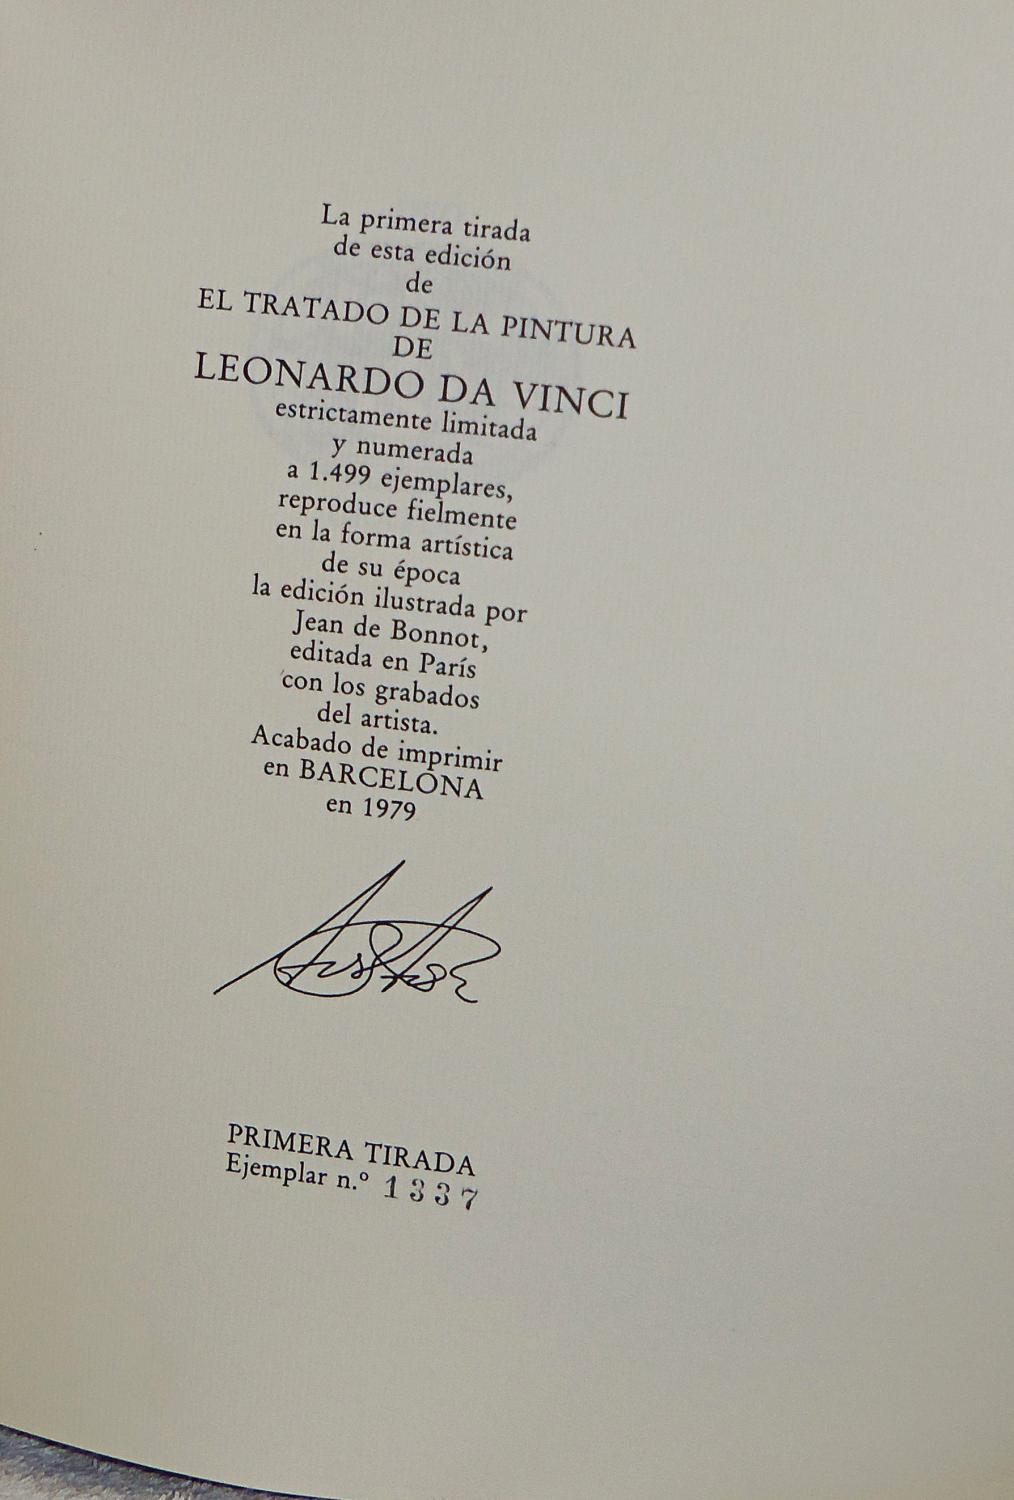 La primera tirada
de esta edición
de
EL TRATADO DE LA PINTURA
DE
LEONARDO DA VINCI
estrictamente limitada
y numerada
a 1.499 ejemplares,
reproduce fielmente
en la forma artística
de su época
la edición ilustrada por
Jean de Bonnot,
editada en París
con los grabados
del artista.
Acabado de imprimir
en BARCELONA
en 1979
PRIMERA TIRADA
Ejemplar n.º 1337